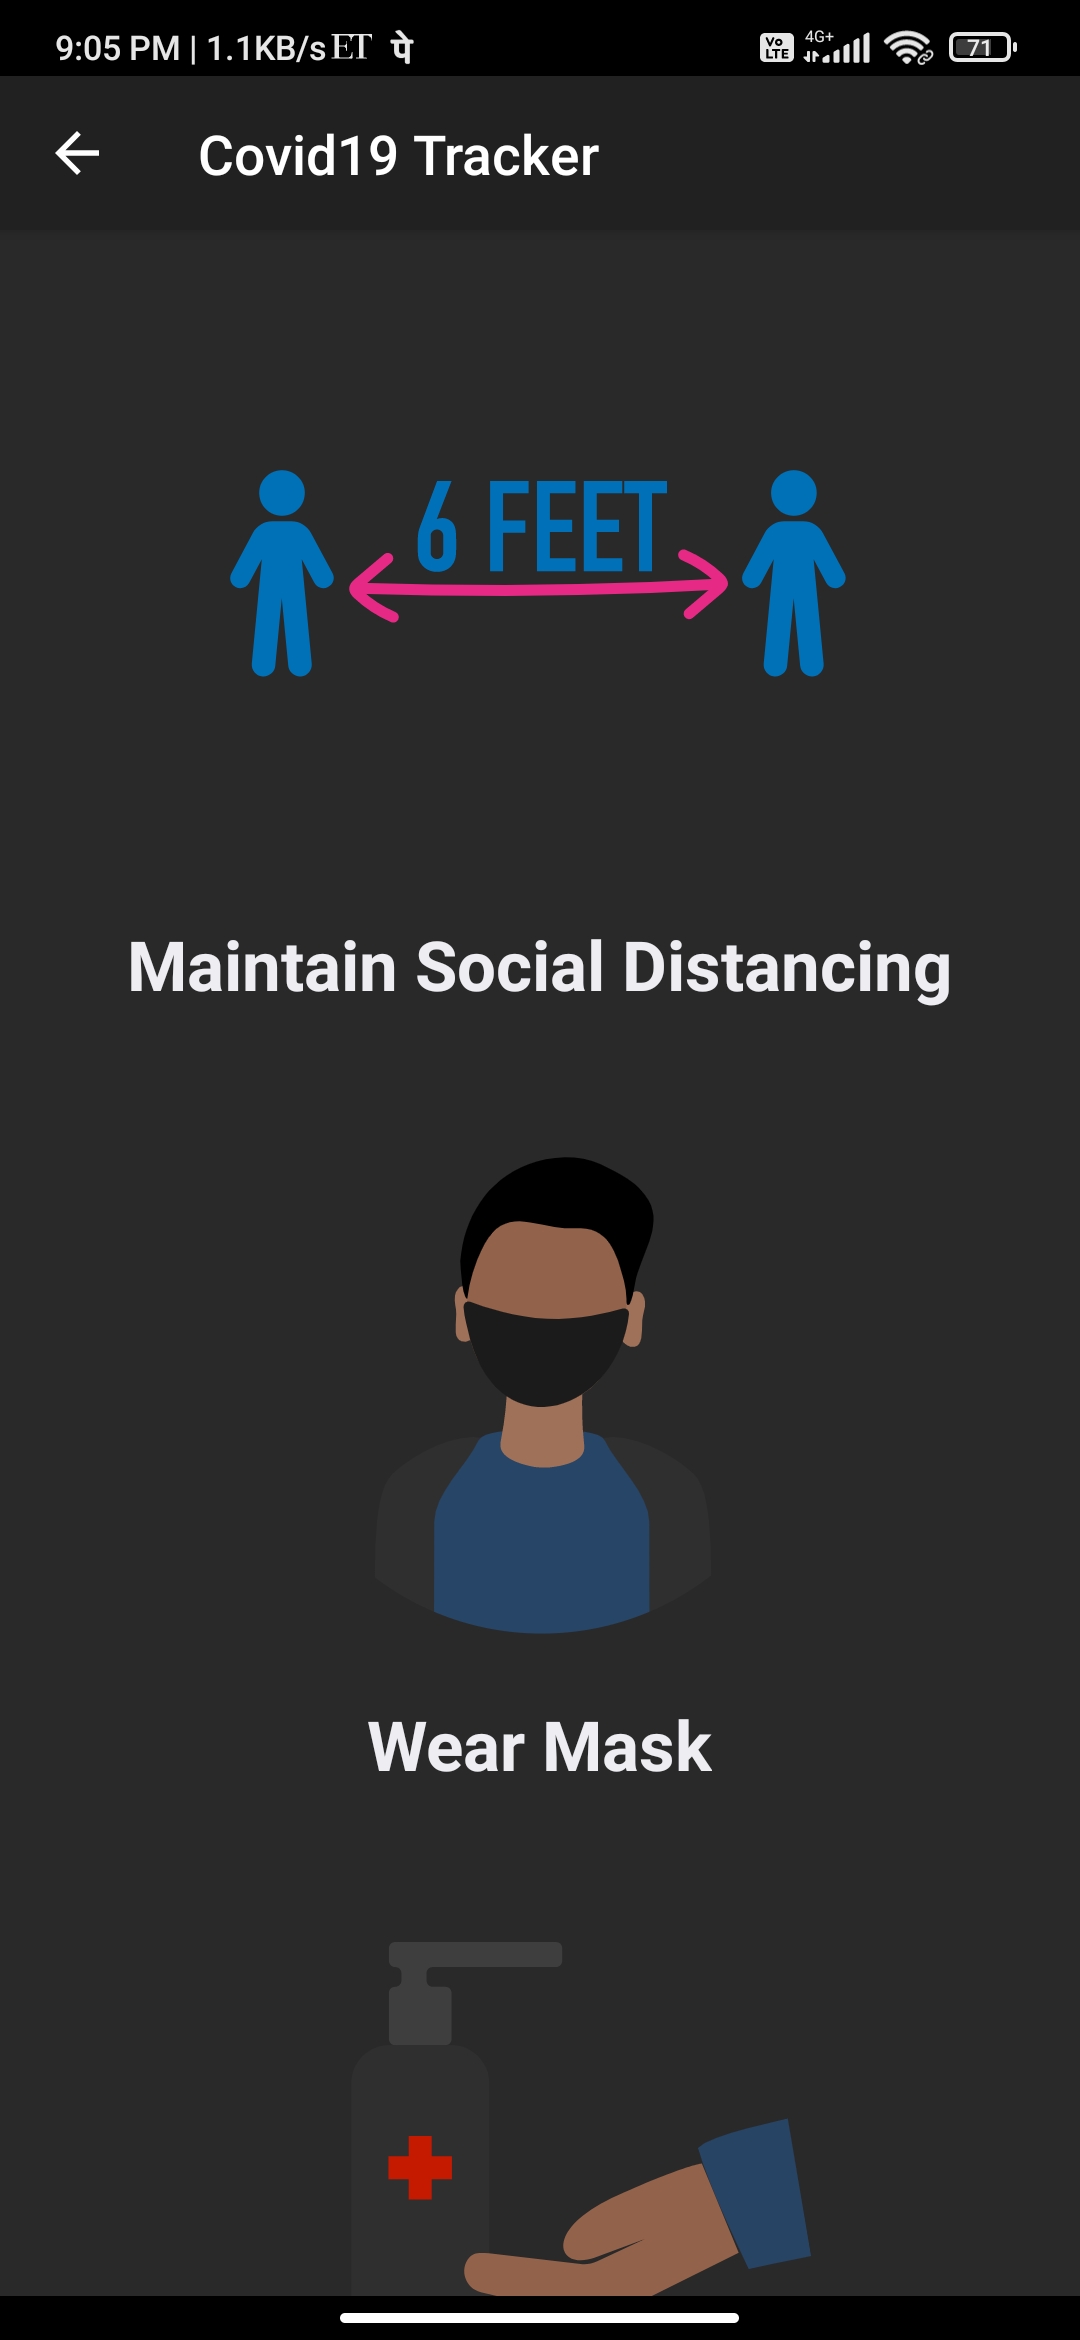 9:05 PM | 1.1KB/s ET पे Vo LTE 4G+ 71
Covid19 Tracker
6 FEET
Maintain Social Distancing
Wear Mask